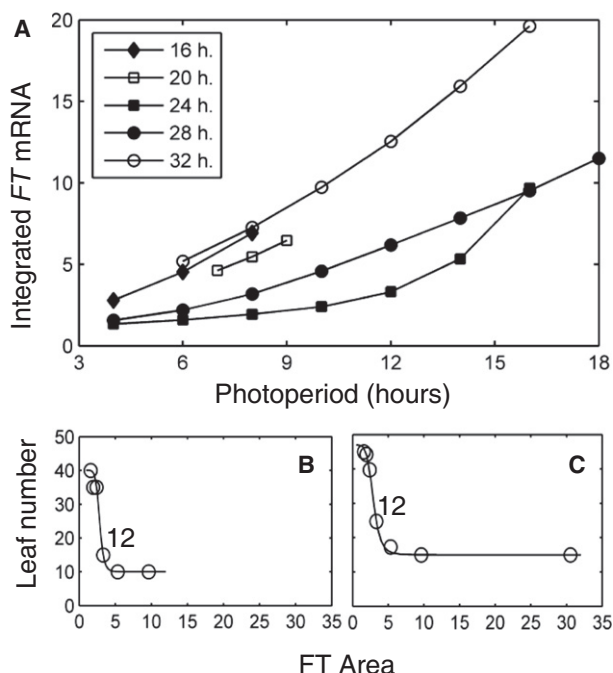 A
20
15
10
5
0
Integrated FT mRNA
16 h.
20 h.
24 h.
28 h.
32 h.
3 6 9 12 15 18
Photoperiod (hours)
50
40
30
20
10
0
Leaf number
B
12
0 5 10 15 20 25 30 35
C
12
0 5 10 15 20 25 30 35
FT Area